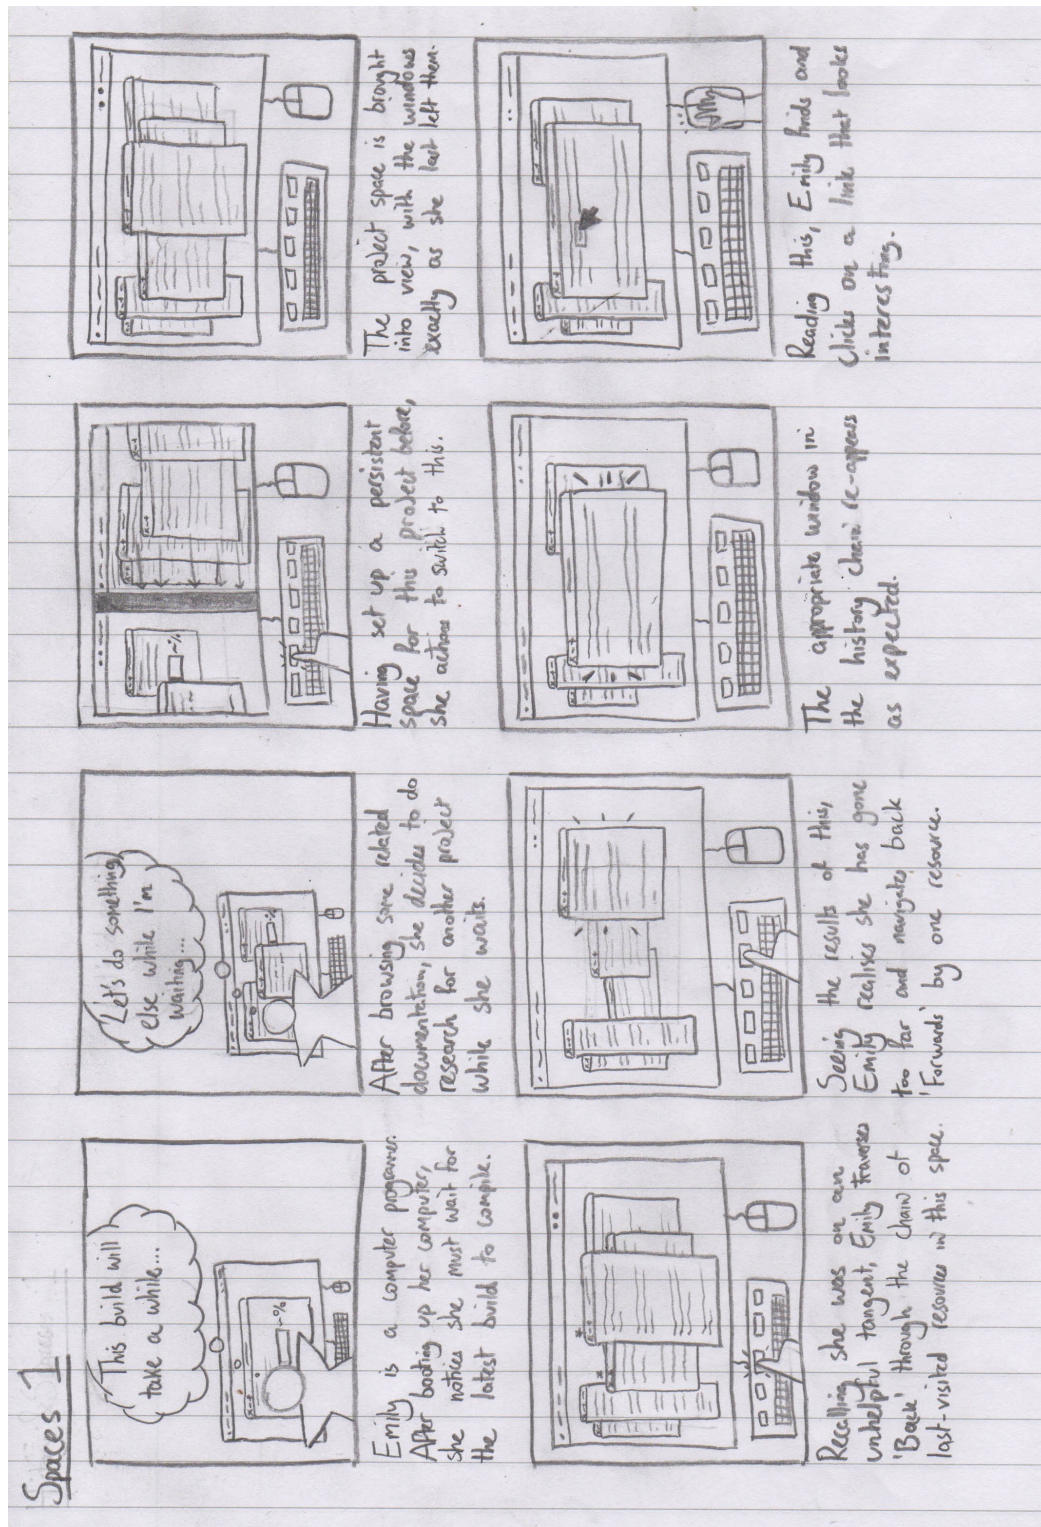 Spaces 1
This build will
take a while...
Emily is a computer programer.
After booting up her computer,
she notices she must wait for
the latest build to compile.
Let's do something
else while I'm
waiting...
After browsing some related
documentation, she decides to do
research for another project
while she waits.
Having set up a persistent
space for this project before,
she actions to switch to this.
The project space is brought
into view, with the windows
exactly as she last left them.
Recalling she was on an
unhelpful tangent, Emily traverses
'Back' through the chain of
last-visited resources in this space.
Seeing the results of this,
Emily realises she has gone
too far and navigates back
'Forward' by one resource.
The appropriate window in
the history chain re-appears
as expected.
Reading this, Emily finds and
clicks on a link that looks
interesting.